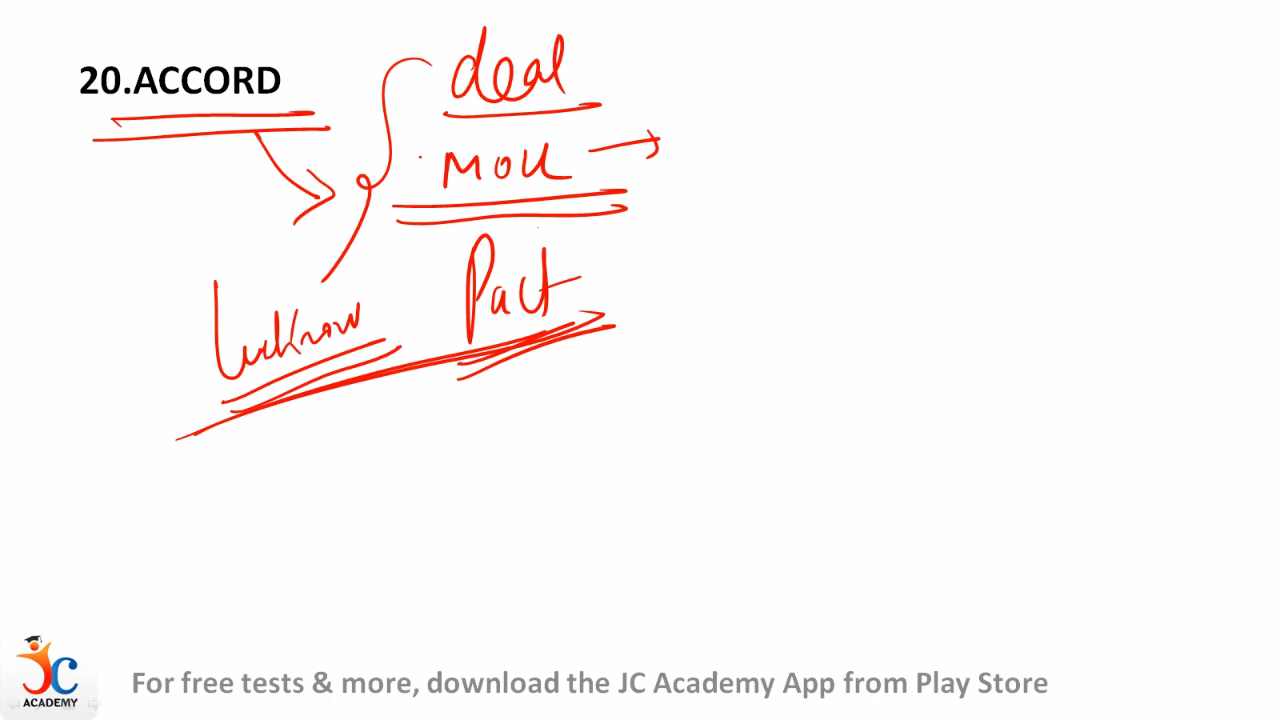 20.ACCORD
deal
MOU
Lucknow Pact
JC
ACADEMY
For free tests & more, download the JC Academy App from Play Store